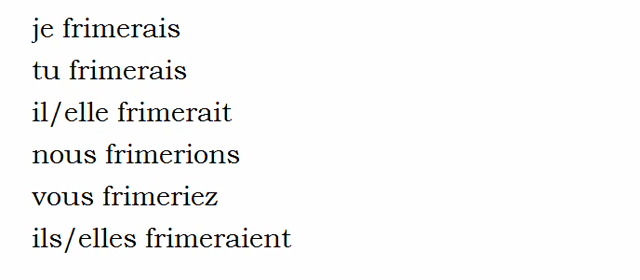 je frimerais
tu frimerais
il/elle frimerait
nous frimerions
vous frimeriez
ils/elles frimeraient